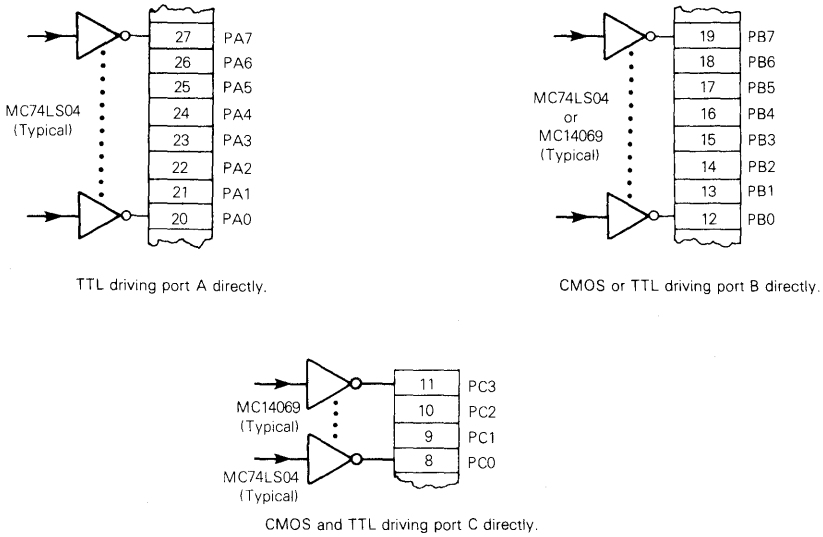 27 PA7
26 PA6
25 PA5
MC74LS04
(Typical)
24 PA4
23 PA3
22 PA2
21 PA1
20 PA0
TTL driving port A directly.
19 PB7
18 PB6
17 PB5
MC74LS04
or
MC14069
(Typical)
16 PB4
15 PB3
14 PB2
13 PB1
12 PB0
CMOS or TTL driving port B directly.
11 PC3
MC14069
(Typical)
10 PC2
9 PC1
8 PC0
MC74LS04
(Typical)
CMOS and TTL driving port C directly.